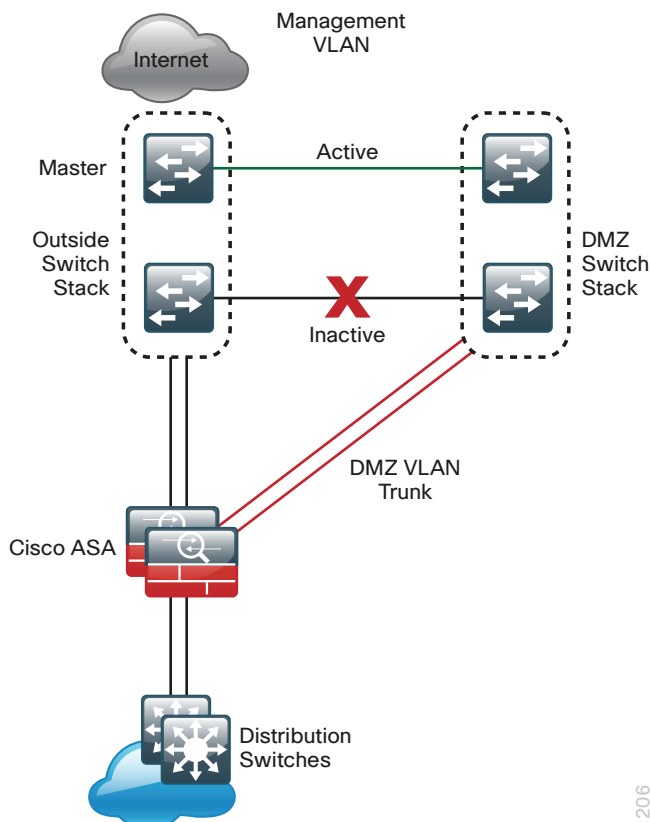 Management
VLAN
Internet
Master
Active
Outside
Switch
Stack
DMZ
Switch
Stack
Inactive
DMZ VLAN
Trunk
Cisco ASA
Distribution
Switches
206